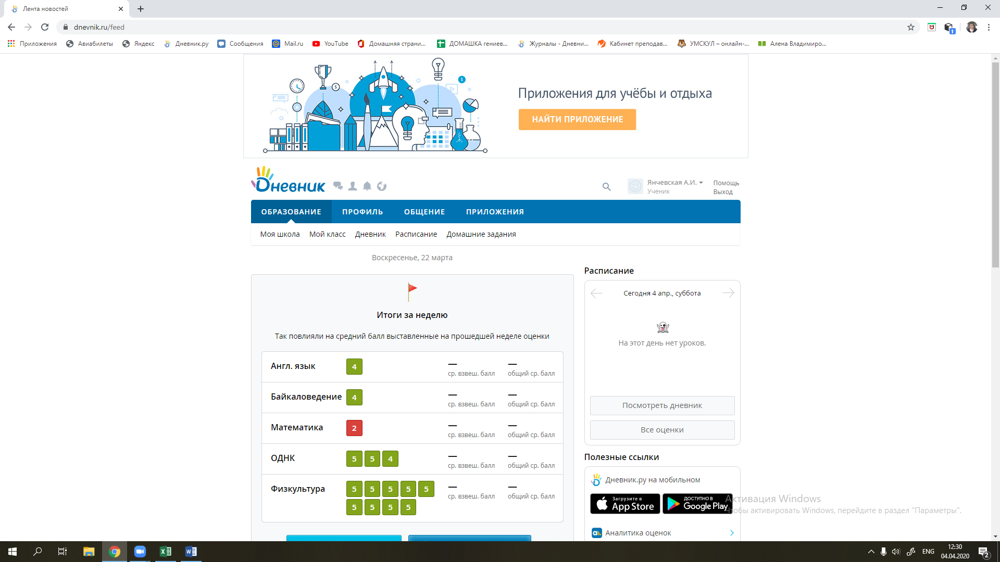 Лента новостей
dnevnik.ru/feed
Приложения Авиабилеты Яндекс Дневник.ру Сообщения Mail.ru YouTube Домашняя страни... ДОМАШКА гениев... Журналы - Дневни... Кабинет преподав... УМСКУЛ – онлайн-... Алена Владимиро...
1
Приложения для учёбы и отдыха
НАЙТИ ПРИЛОЖЕНИЕ
Дневник
Янчевская А.И.
Ученик
Помощь
Выход
ОБРАЗОВАНИЕ ПРОФИЛЬ ОБЩЕНИЕ ПРИЛОЖЕНИЯ
Моя школа Мой класс Дневник Расписание Домашние задания
Воскресенье, 22 марта
Итоги за неделю
Так повлияли на средний балл выставленные на прошедшей неделе оценки
Англ. язык 4 — —
ср. взвеш. балл общий ср. балл
Байкаловедение 4 — —
ср. взвеш. балл общий ср. балл
Математика 2 — —
ср. взвеш. балл общий ср. балл
ОДНК 5 5 4 — —
ср. взвеш. балл общий ср. балл
Физкультура 5 5 5 5 5 — —
ср. взвеш. балл общий ср. балл
5 5 5 5
Расписание
Сегодня 4 апр., суббота
На этот день нет уроков.
Посмотреть дневник
Все оценки
Полезные ссылки
Дневник.ру на мобильном
Загрузите в
App Store
ДОСТУПНО В
Google Play
Аналитика оценок
Активация Windows
Чтобы активировать Windows, перейдите в раздел "Параметры".
ENG
12:30
04.04.2020
2